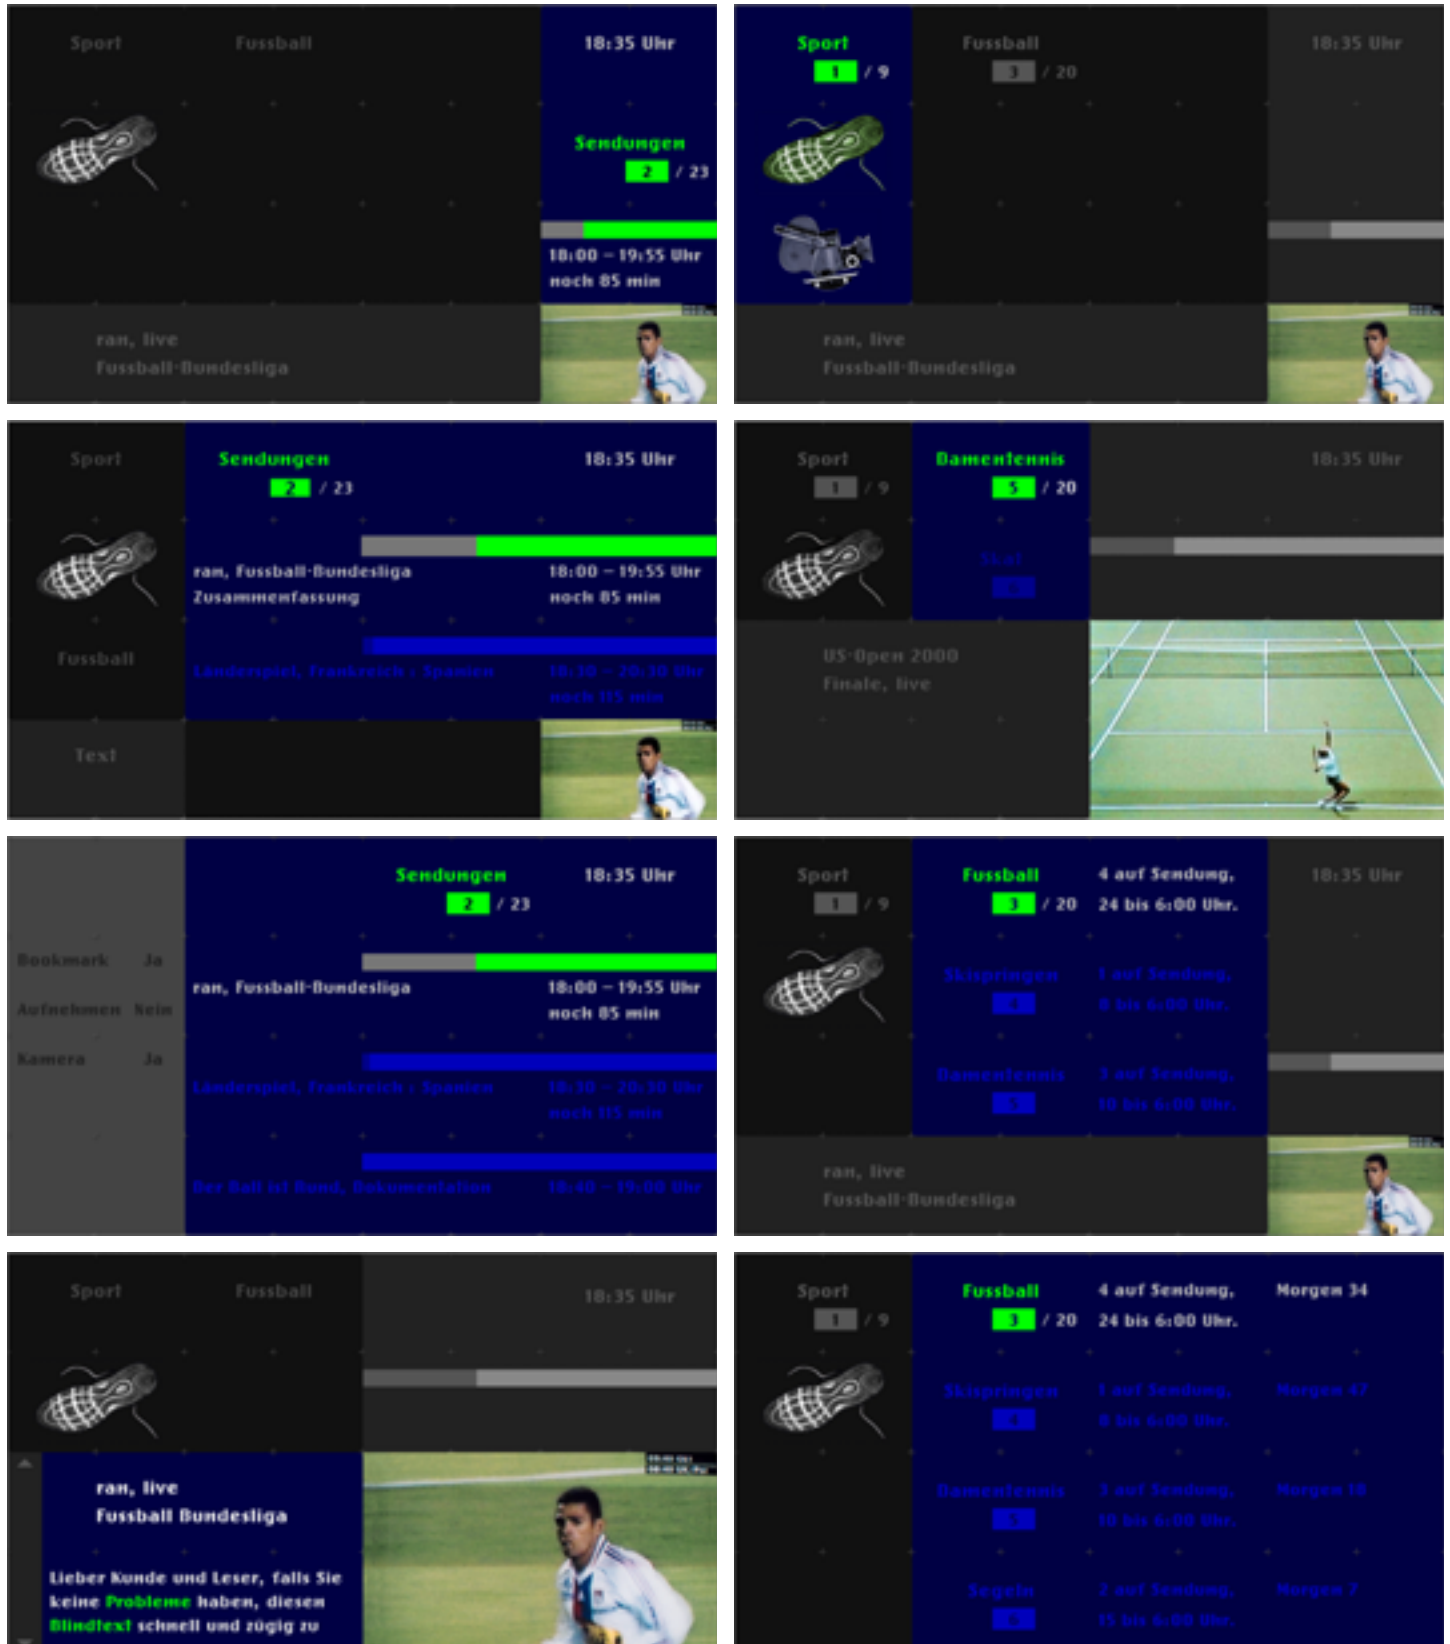 Sport Fussball 18:35 Uhr
Sendungen
2 / 23
18:00 – 19:55 Uhr
noch 85 min
ran, live
Fussball-Bundesliga
Sport Fussball 18:35 Uhr
1 / 9 3 / 20
ran, live
Fussball-Bundesliga
Sport Sendungen 18:35 Uhr
2 / 23
ran, Fussball-Bundesliga 18:00 – 19:55 Uhr
Zusammenfassung noch 85 min
Fussball
Länderspiel, Frankreich : Spanien 18:30 – 20:30 Uhr
noch 115 min
Text
Sport Damentennis 18:35 Uhr
1 / 9 5 / 20
Skat
US-Open 2000
Finale, live
Sendungen 18:35 Uhr
2 / 23
Bookmark Ja
ran, Fussball-Bundesliga 18:00 – 19:55 Uhr
Aufnehmen Nein
noch 85 min
Kamera Ja
Länderspiel, Frankreich : Spanien 18:30 – 20:30 Uhr
noch 115 min
Der Ball ist Rund, Dokumentation 18:40 – 19:00 Uhr
Sport Fussball 4 auf Sendung, 18:35 Uhr
1 / 9 3 / 20 24 bis 6:00 Uhr.
Skispringen 1 auf Sendung,
4 8 bis 6:00 Uhr.
Damentennis 3 auf Sendung,
5 18 bis 6:00 Uhr.
ran, live
Fussball-Bundesliga
Sport Fussball 18:35 Uhr
ran, live
Fussball Bundesliga
Lieber Kunde und Leser, falls Sie
keine Probleme haben, diesen
Blindtext schnell und zügig zu
Sport Fussball 4 auf Sendung, Morgen 34
1 / 9 3 / 20 24 bis 6:00 Uhr.
Skispringen 1 auf Sendung, Morgen 47
4 8 bis 6:00 Uhr.
Damentennis 3 auf Sendung, Morgen 18
5 18 bis 6:00 Uhr.
Segeln 2 auf Sendung, Morgen 7
6 15 bis 6:00 Uhr.